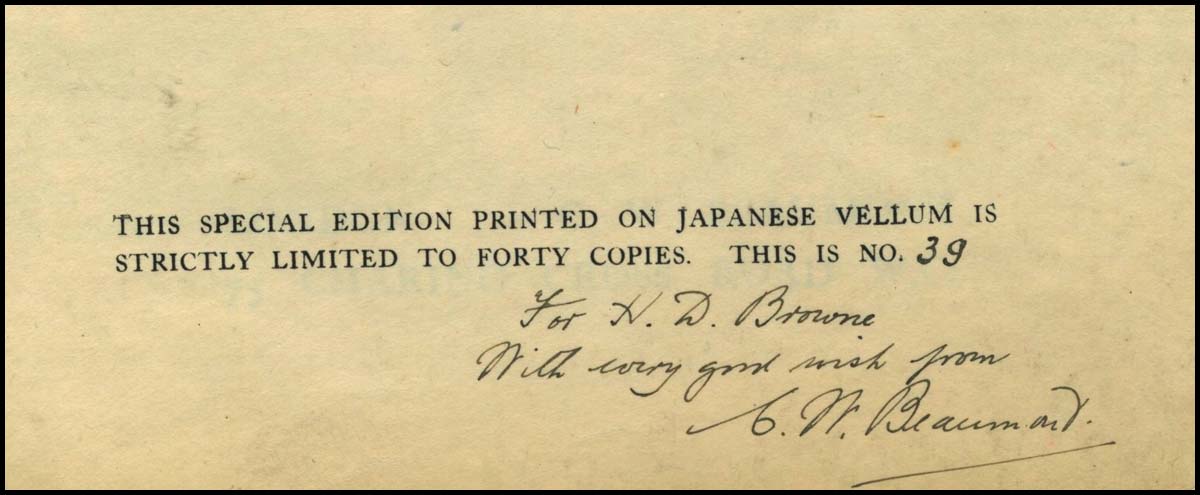 THIS SPECIAL EDITION PRINTED ON JAPANESE VELLUM IS
STRICTLY LIMITED TO FORTY COPIES. THIS IS NO. 39
For H. D. Browne
With every good wish from
C. W. Beaumont.